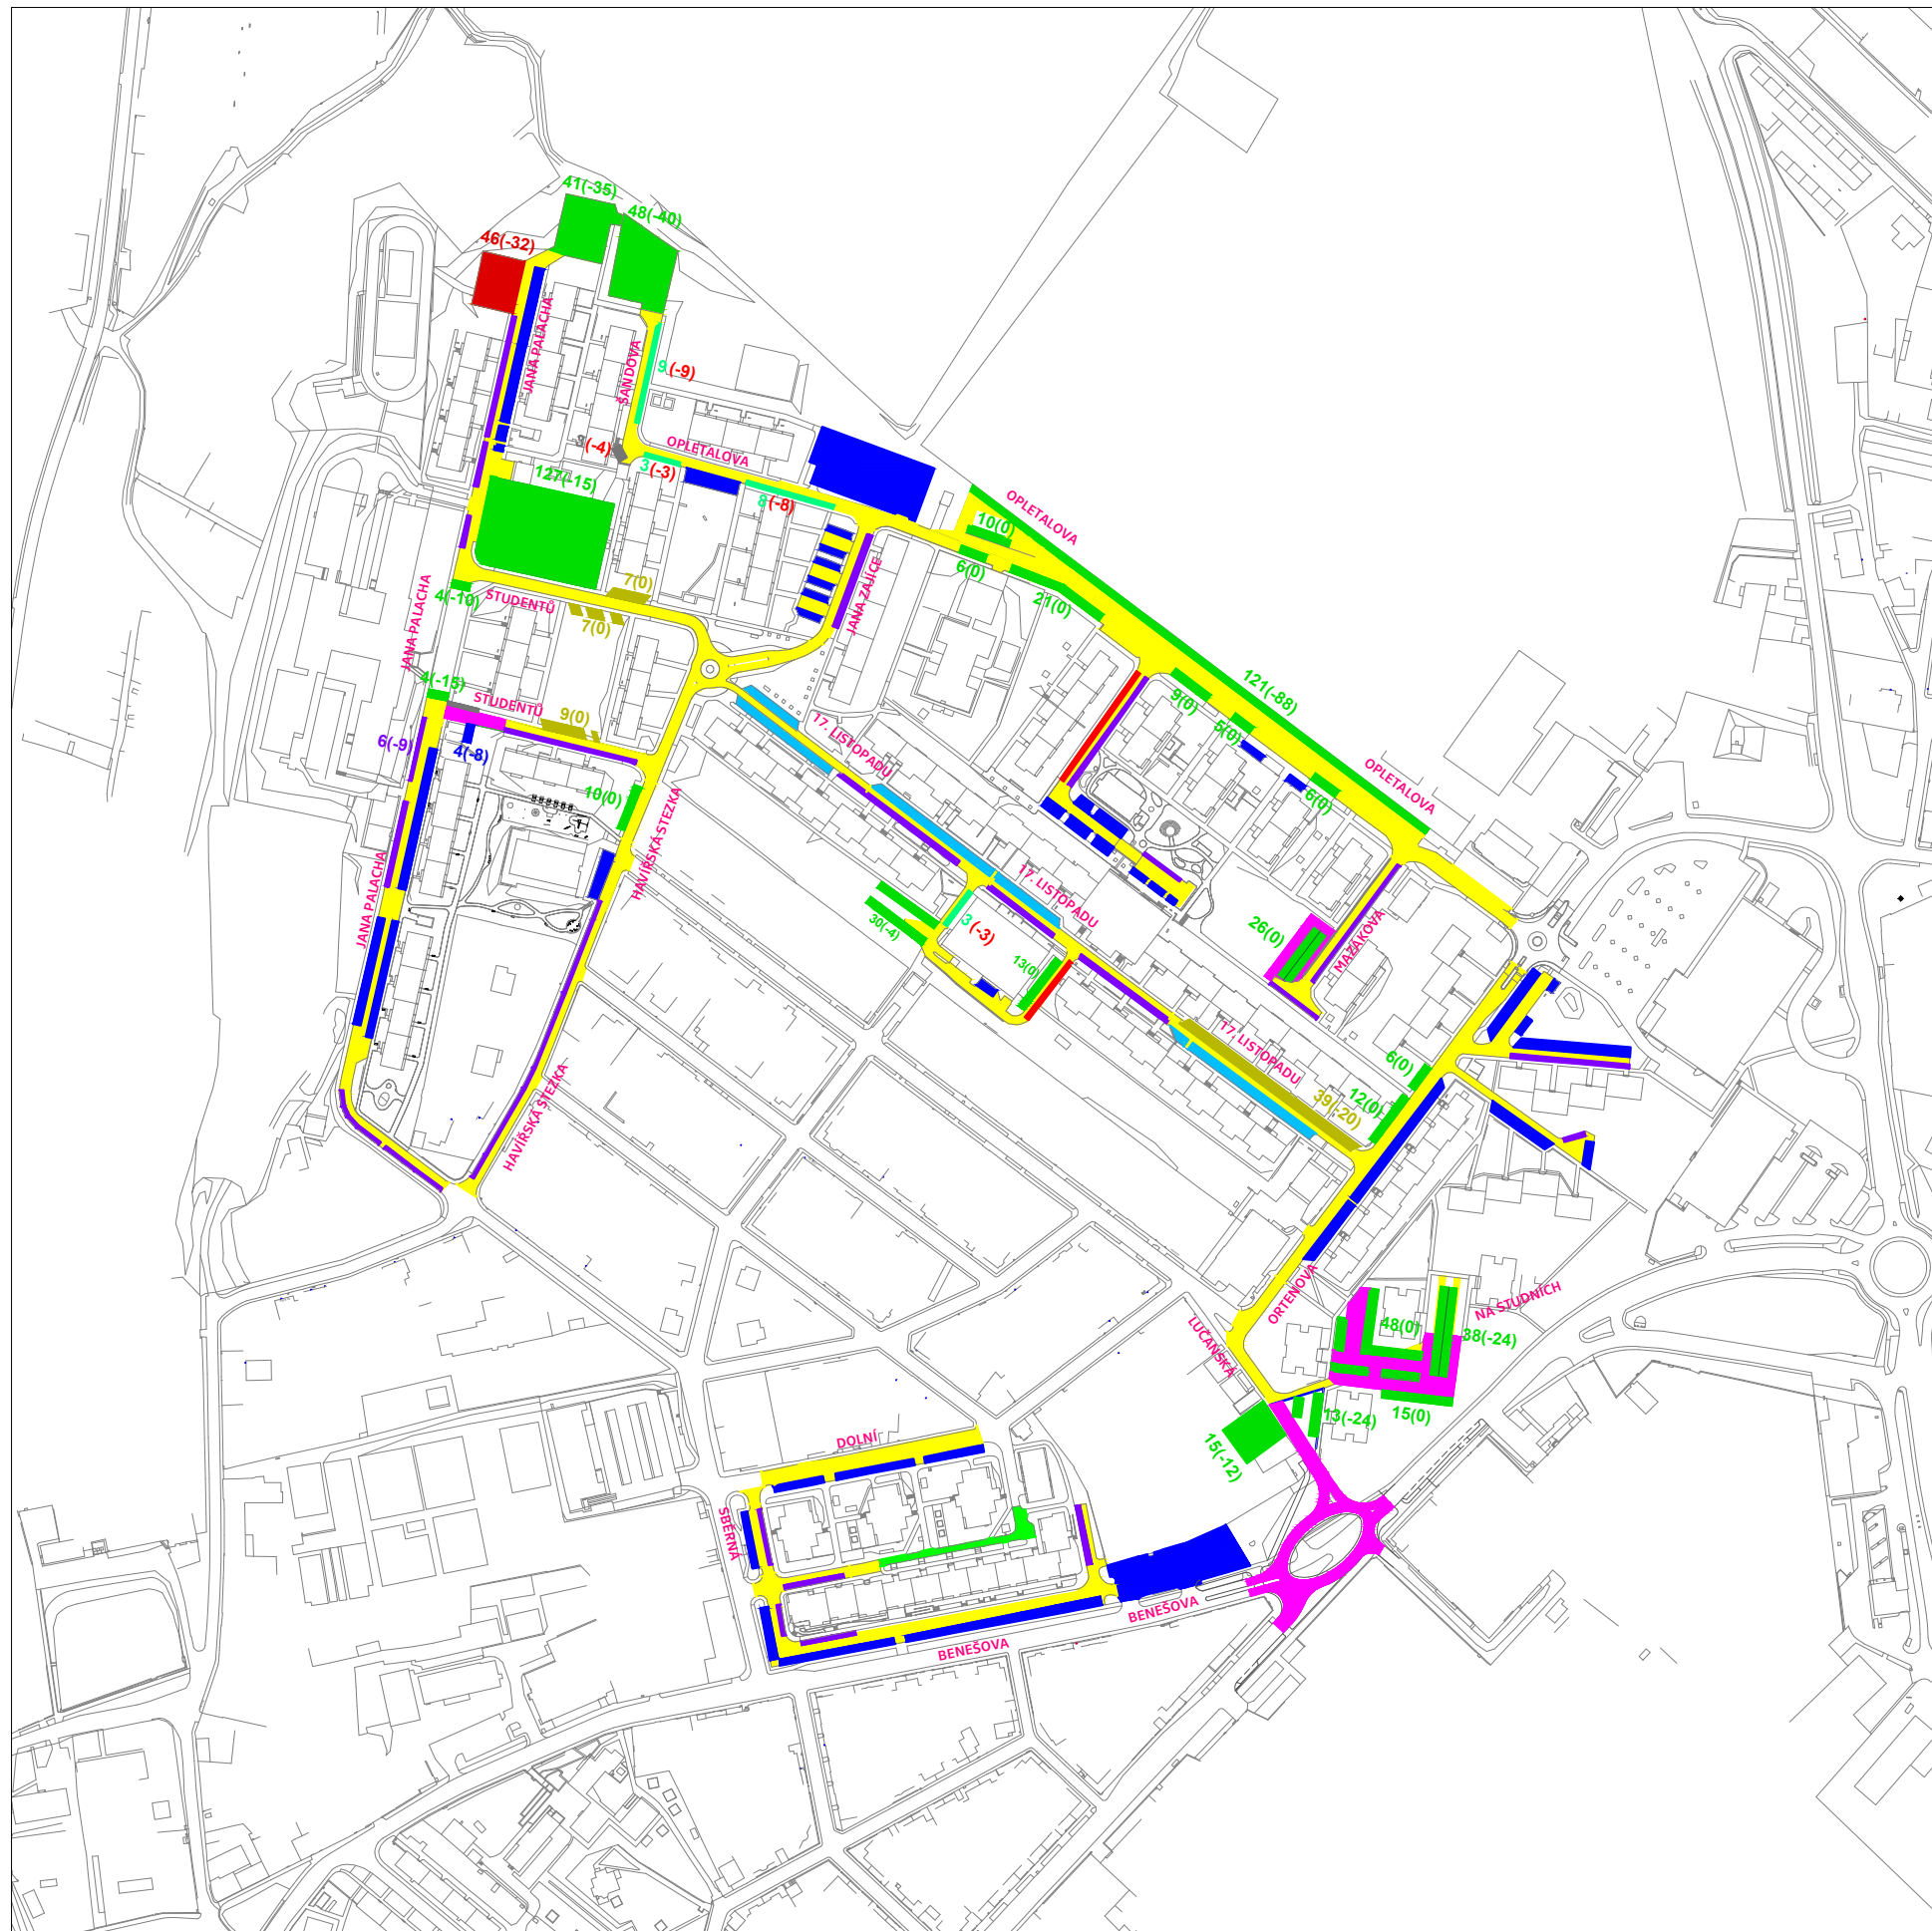 41(-35)
48(-40)
46(-32)
JANA PALACHA
ŠANDOVA
9 (-9)
(-4)
OPLETALOVA
3 (-3)
127(-15)
8 (-8)
OPLETALOVA
10(0)
6(0)
21(0)
JANA ZAJÍCE
7(0)
7(0)
4(-10)
STUDENTŮ
JANA PALACHA
4(-15)
STUDENTŮ
9(0)
6(-9)
4(-8)
10(0)
17. LISTOPADU
121(-88)
9(0)
5(0)
6(0)
OPLETALOVA
HAVÍŘSKÁ STEZKA
JANA PALACHA
17. LISTOPADU
30(-4)
3 (-3)
13(0)
26(0)
MAZÁKOVA
17. LISTOPADU
39(-20)
6(0)
12(0)
HAVÍŘSKÁ STEZKA
ORTENOVA
LUČANSKÁ
NA STUDNÍCH
48(0)
38(-24)
13(-24)
15(0)
15(-12)
DOLNÍ
SBĚRNÁ
BENEŠOVA
BENEŠOVA